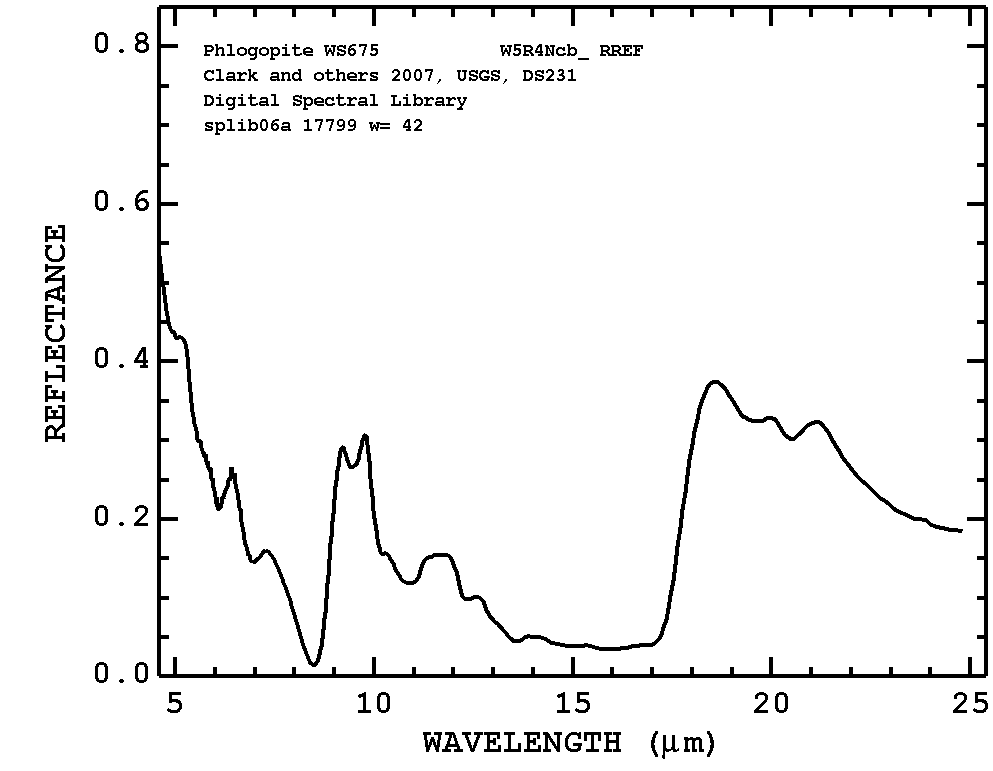 0.8
Phlogopite WS675 W5R4Ncb_ RREF
Clark and others 2007, USGS, DS231
Digital Spectral Library
splib06a 17799 w= 42
0.6
0.4
0.2
0.0
REFLECTANCE
5 10 15 20 25
WAVELENGTH (μm)